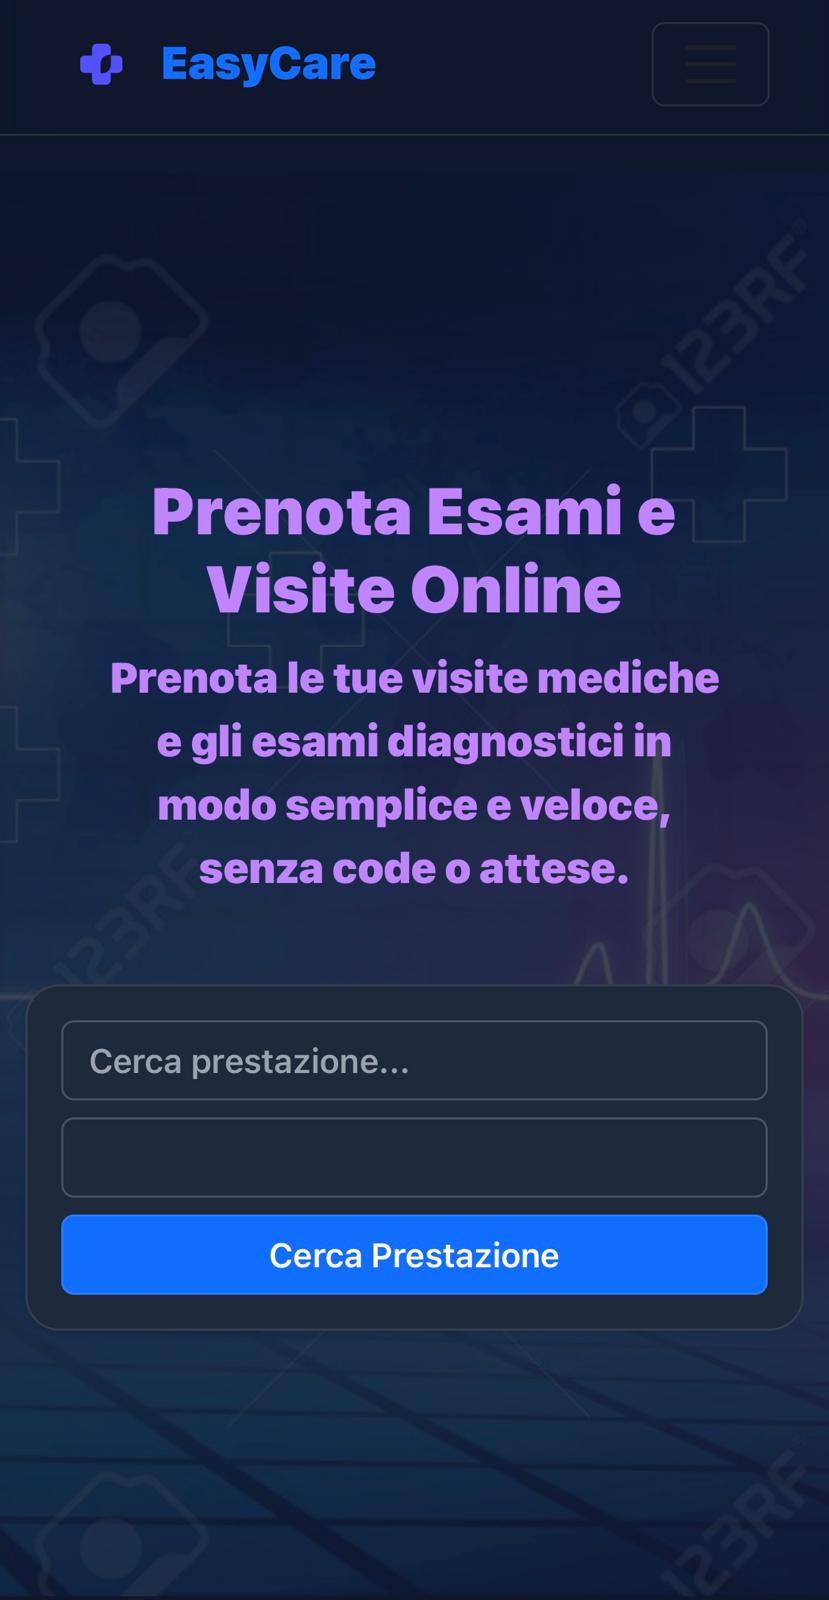 EasyCare
123RF
Prenota Esami e
Visite Online
Prenota le tue visite mediche
e gli esami diagnostici in
modo semplice e veloce,
senza code o attese.
123RF
Cerca prestazione...
Cerca Prestazione
123RF